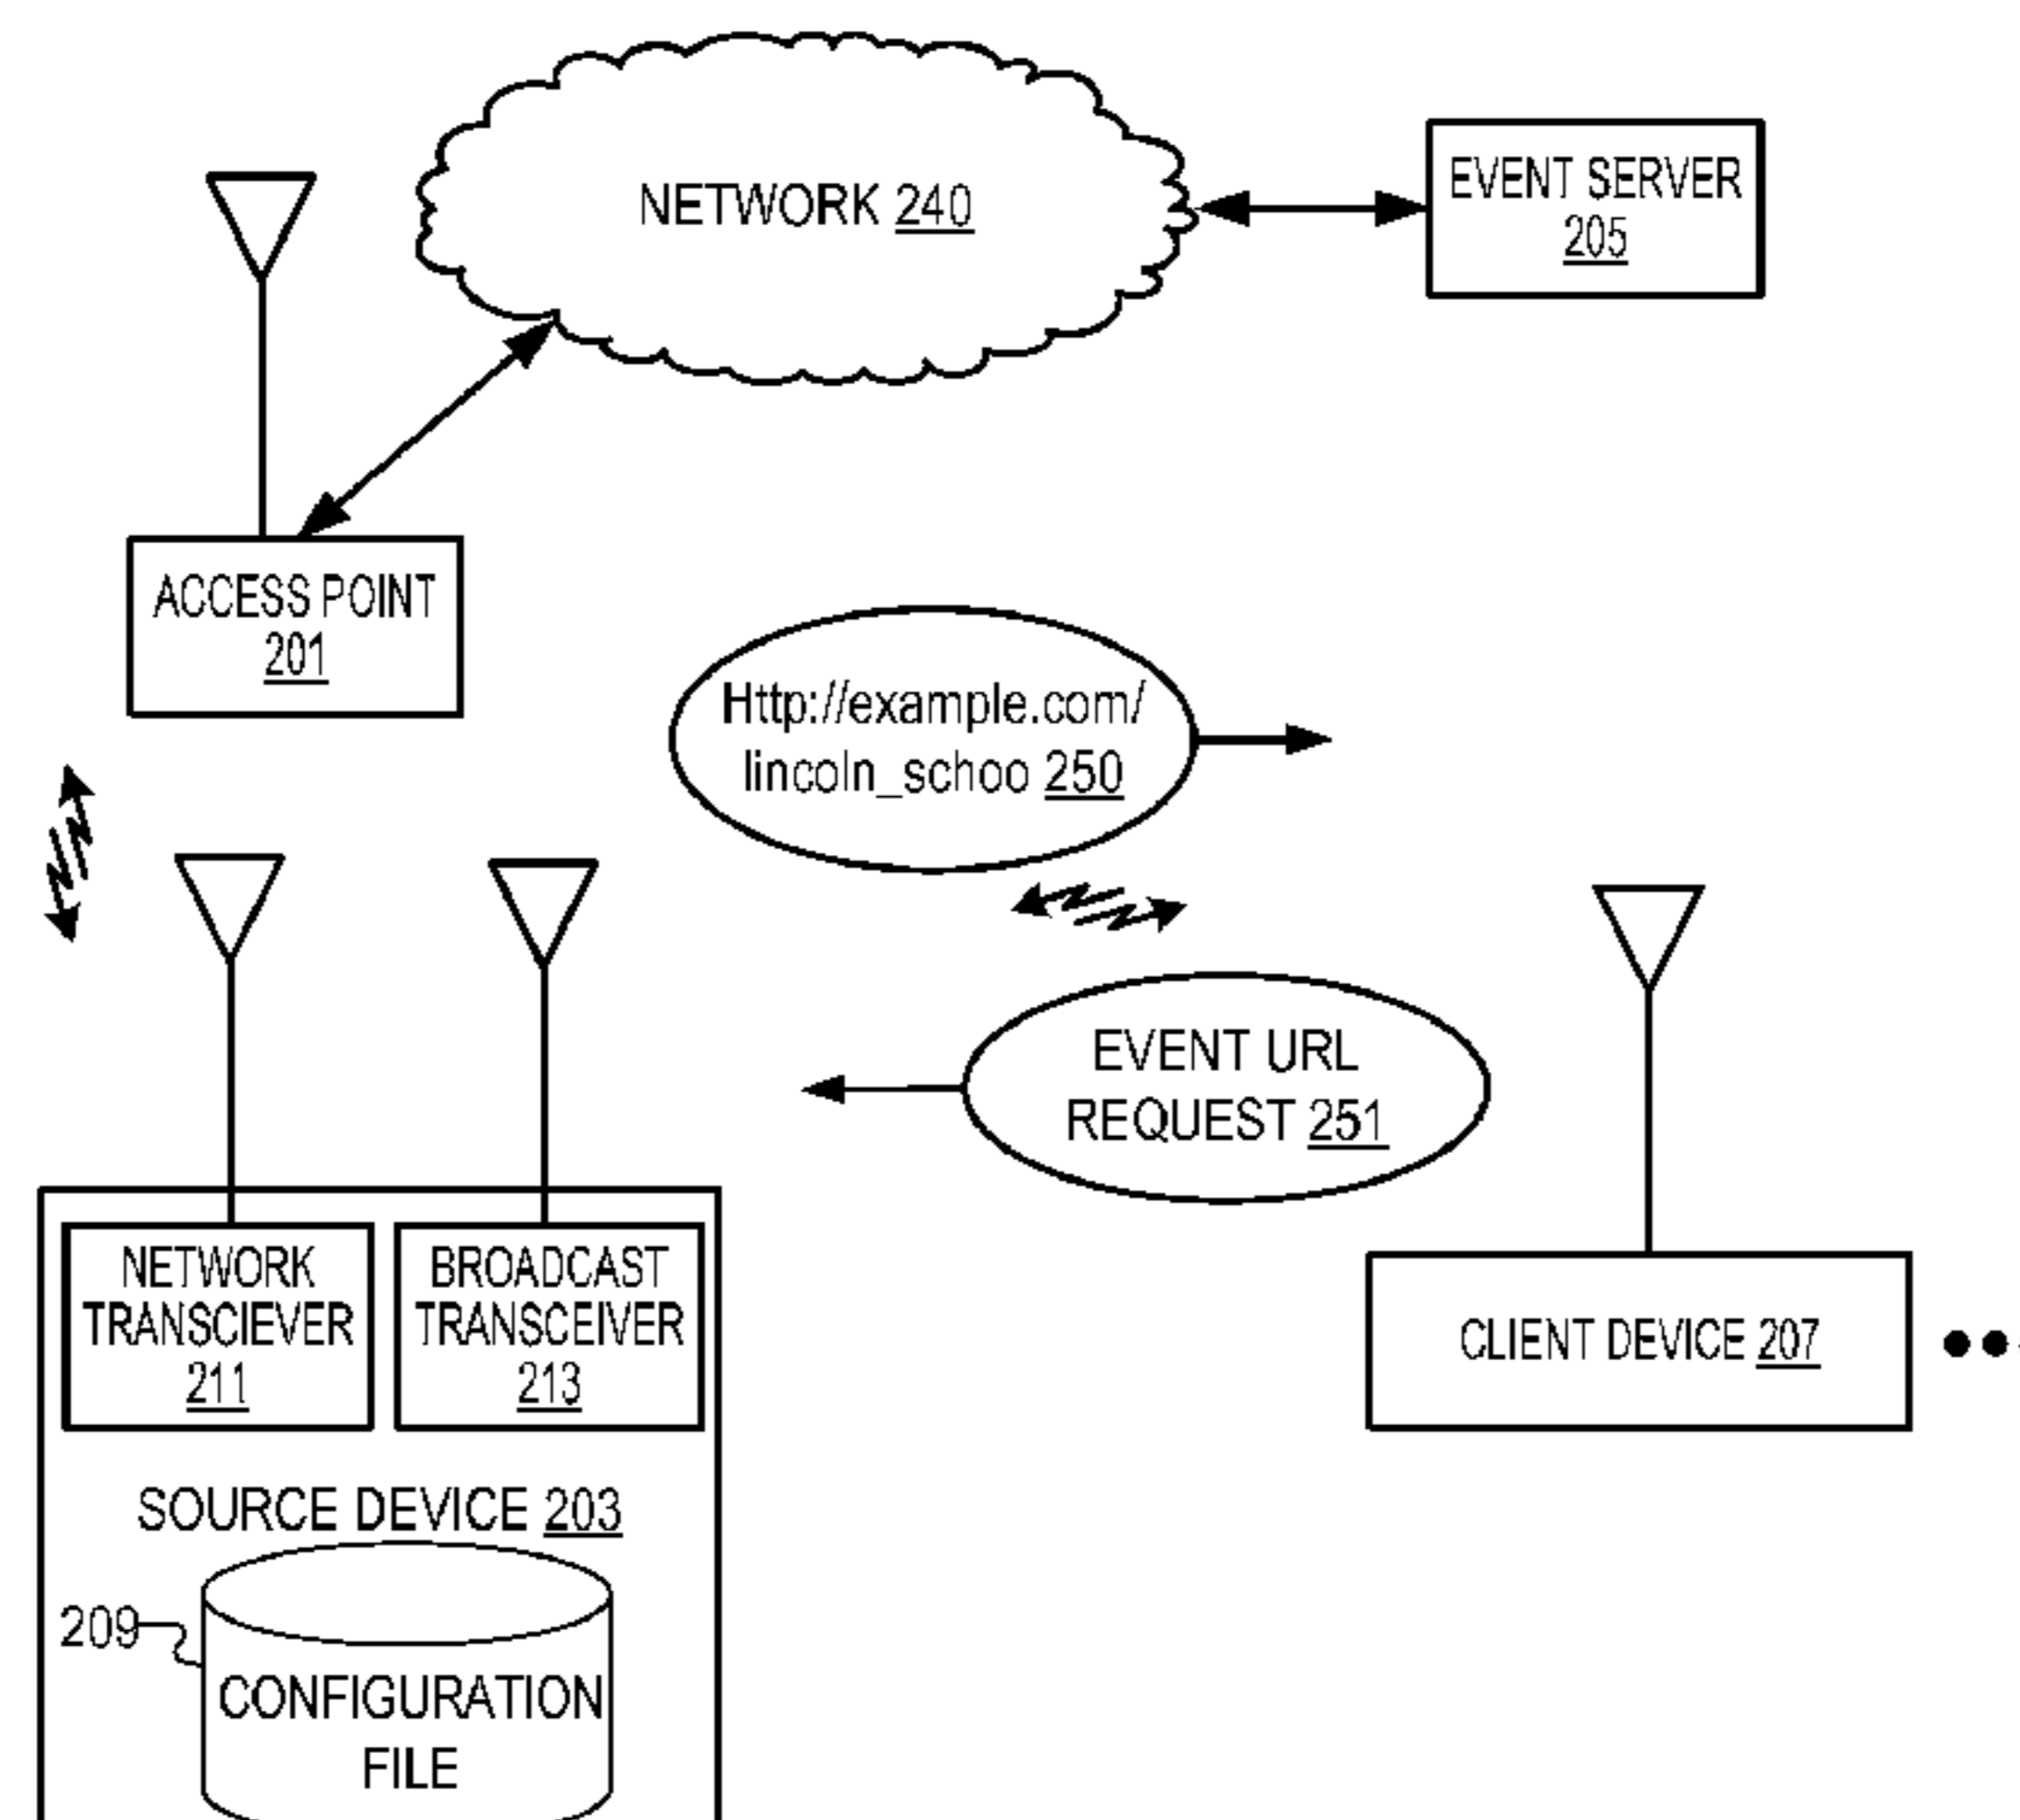 NETWORK 240
EVENT SERVER
205
ACCESS POINT
201
Http://example.com/
lincoln_schoo 250
EVENT URL
REQUEST 251
NETWORK
TRANSCIEVER
211
BROADCAST
TRANSCEIVER
213
CLIENT DEVICE 207
SOURCE DEVICE 203
209
CONFIGURATION
FILE